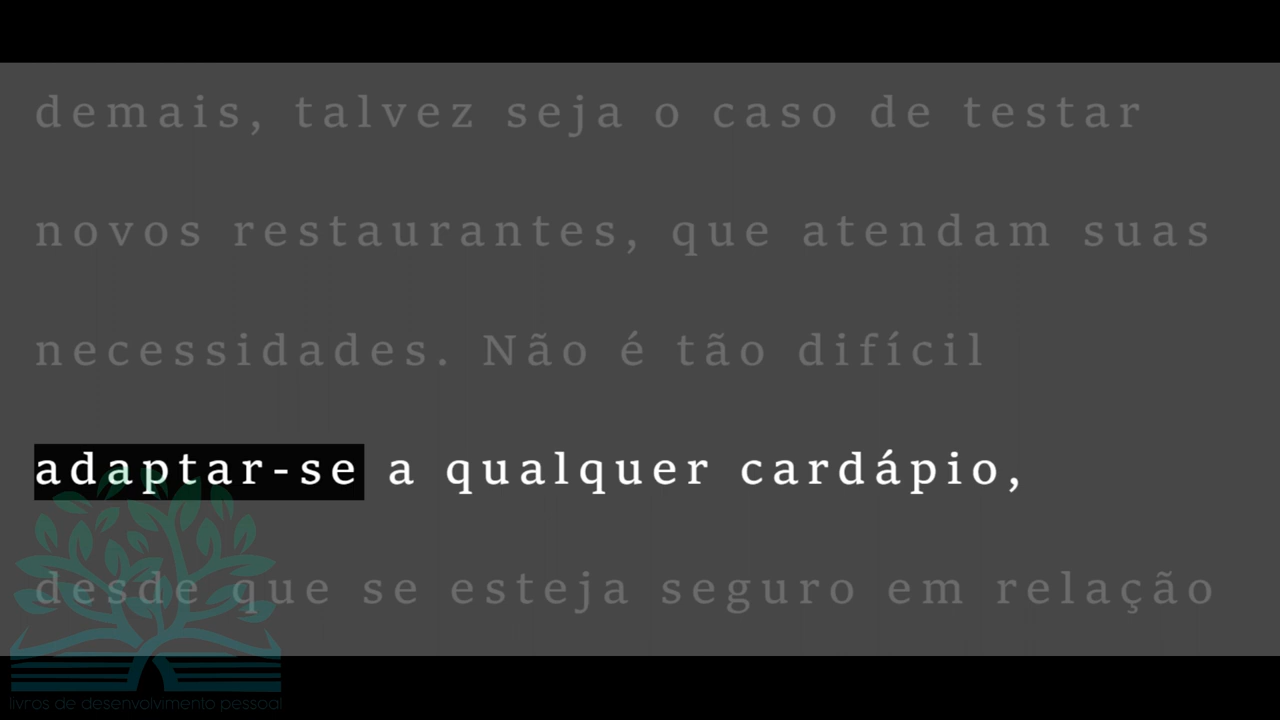 demais, talvez seja o caso de testar
novos restaurantes, que atendam suas
necessidades. Não é tão difícil
adaptar-se a qualquer cardápio,
desde que se esteja seguro em relação
livros de desenvolvimento pessoal